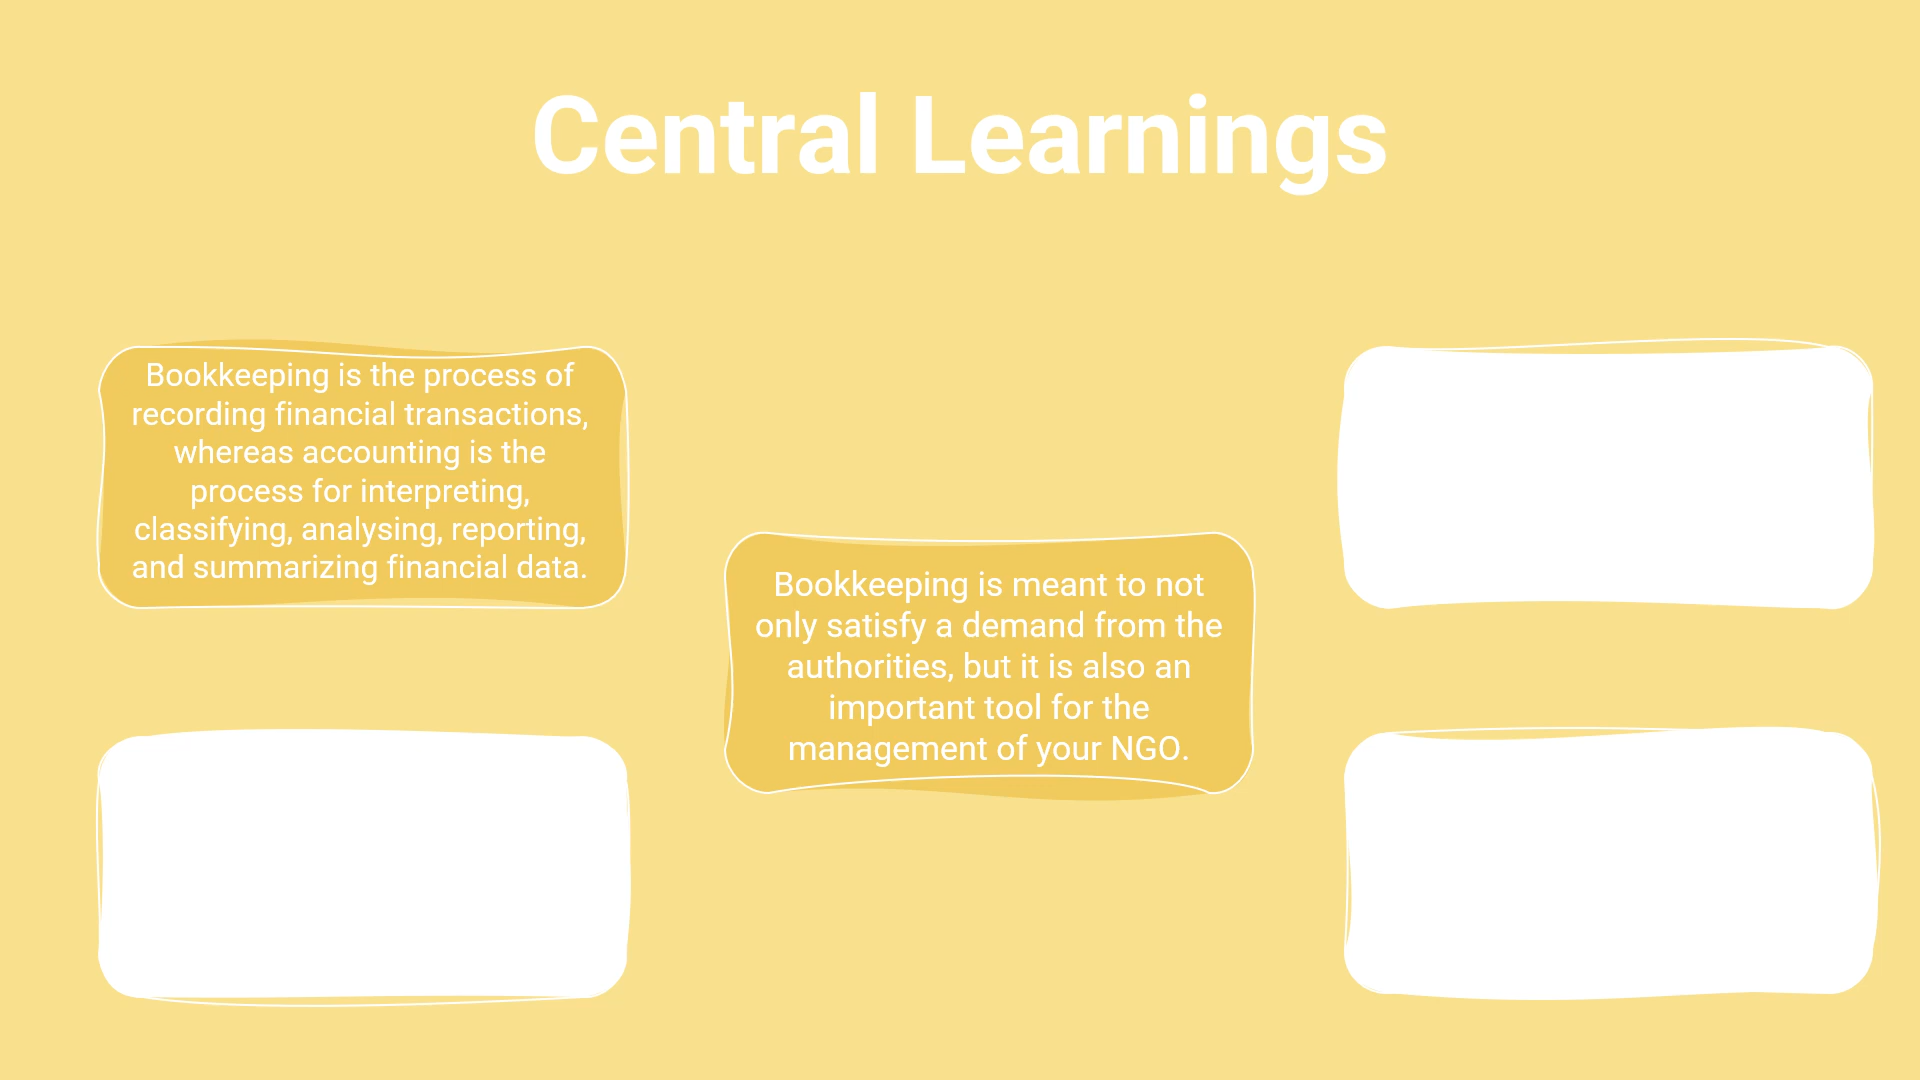 Central Learnings
Bookkeeping is the process of
recording financial transactions,
whereas accounting is the
process for interpreting,
classifying, analysing, reporting,
and summarizing financial data.
Bookkeeping is meant to not
only satisfy a demand from the
authorities, but it is also an
important tool for the
management of your NGO.